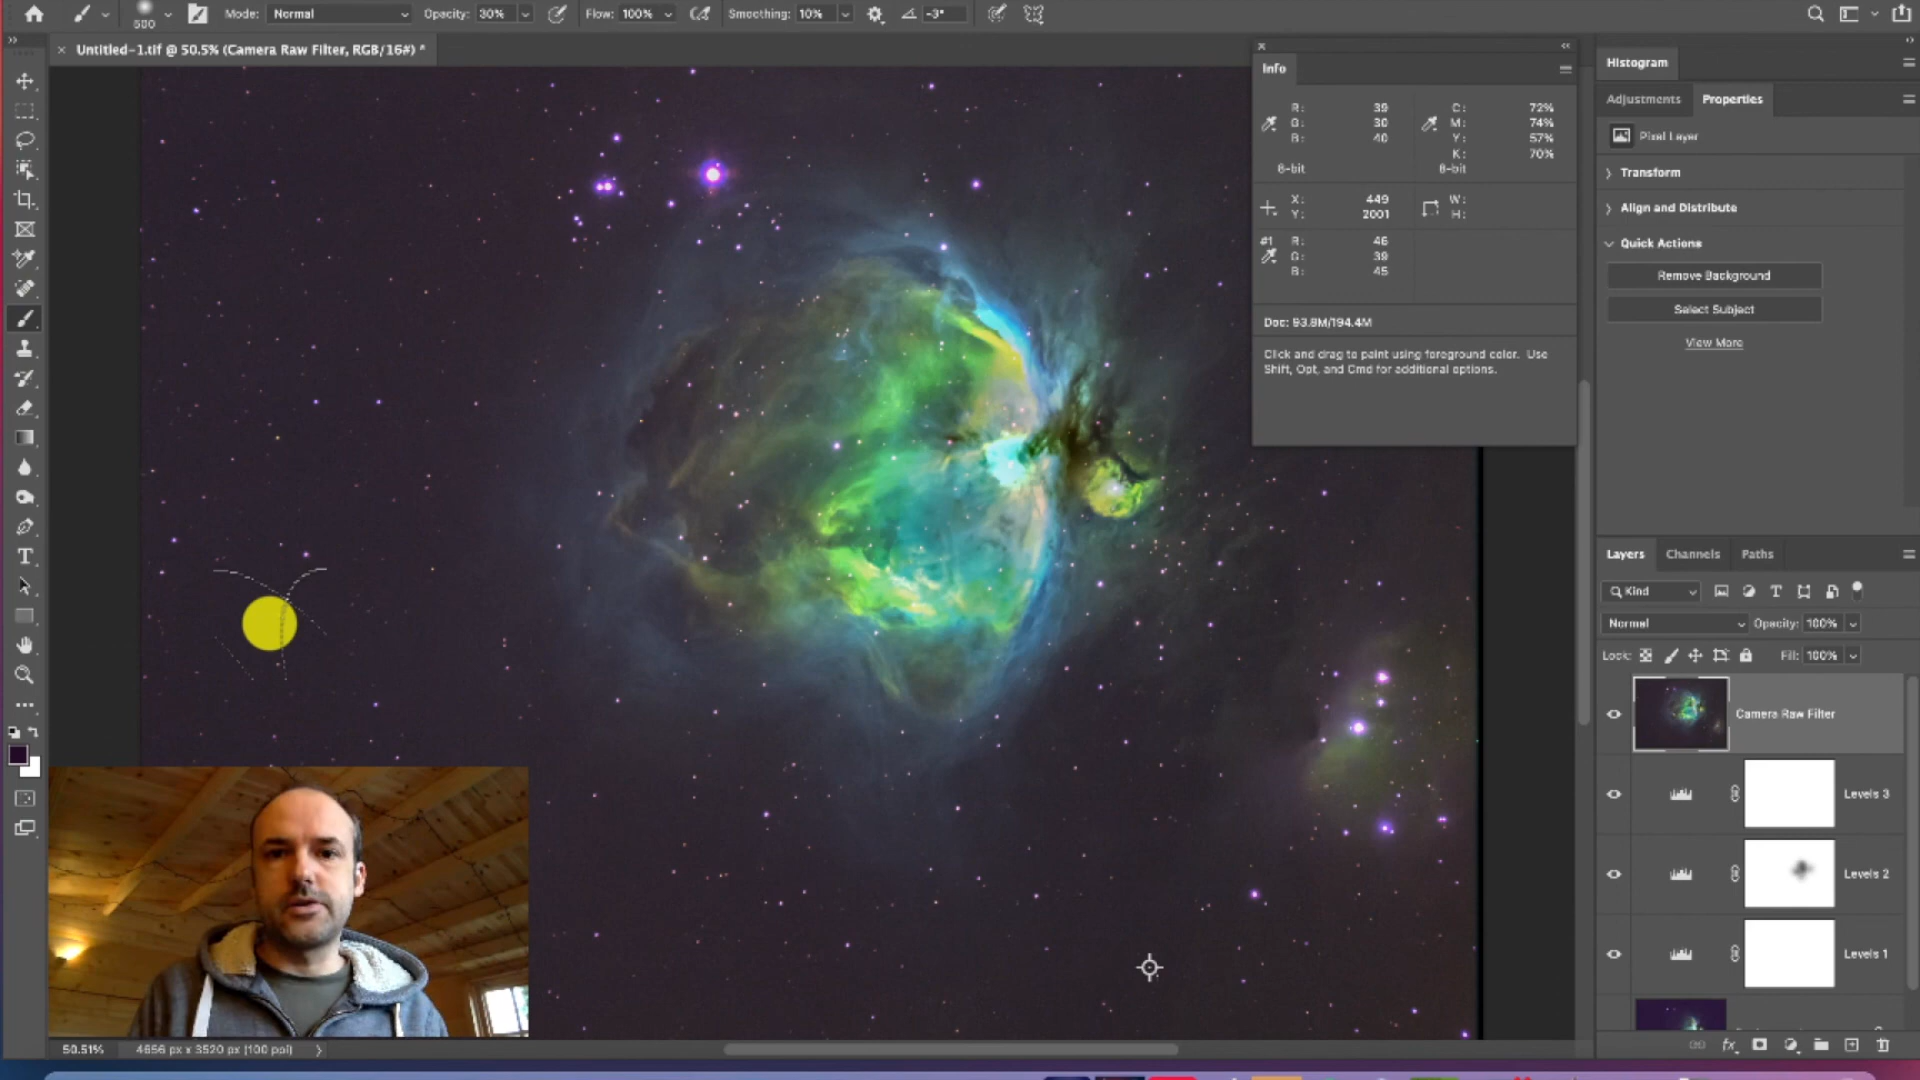 500
Mode: Normal
Opacity: 30%
Flow: 100%
Smoothing: 10%
-3°
Untitled-1.tif @ 50.5% (Camera Raw Filter, RGB/16#) *
Info
R: 39
G: 30
B: 40
8-bit
C: 72%
M: 74%
Y: 57%
K: 70%
8-bit
X: 449
Y: 2001
W:
H:
#1 R: 46
G: 39
B: 45
Doc: 93.8M/194.4M
Click and drag to paint using foreground color. Use
Shift, Opt, and Cmd for additional options.
Histogram
Adjustments Properties
Pixel Layer
Transform
Align and Distribute
Quick Actions
Remove Background
Select Subject
View More
Layers Channels Paths
Kind
Normal Opacity: 100%
Lock: Fill: 100%
Camera Raw Filter
Levels 3
Levels 2
Levels 1
fx
50.51% 4656 px x 3520 px (100 ppi)